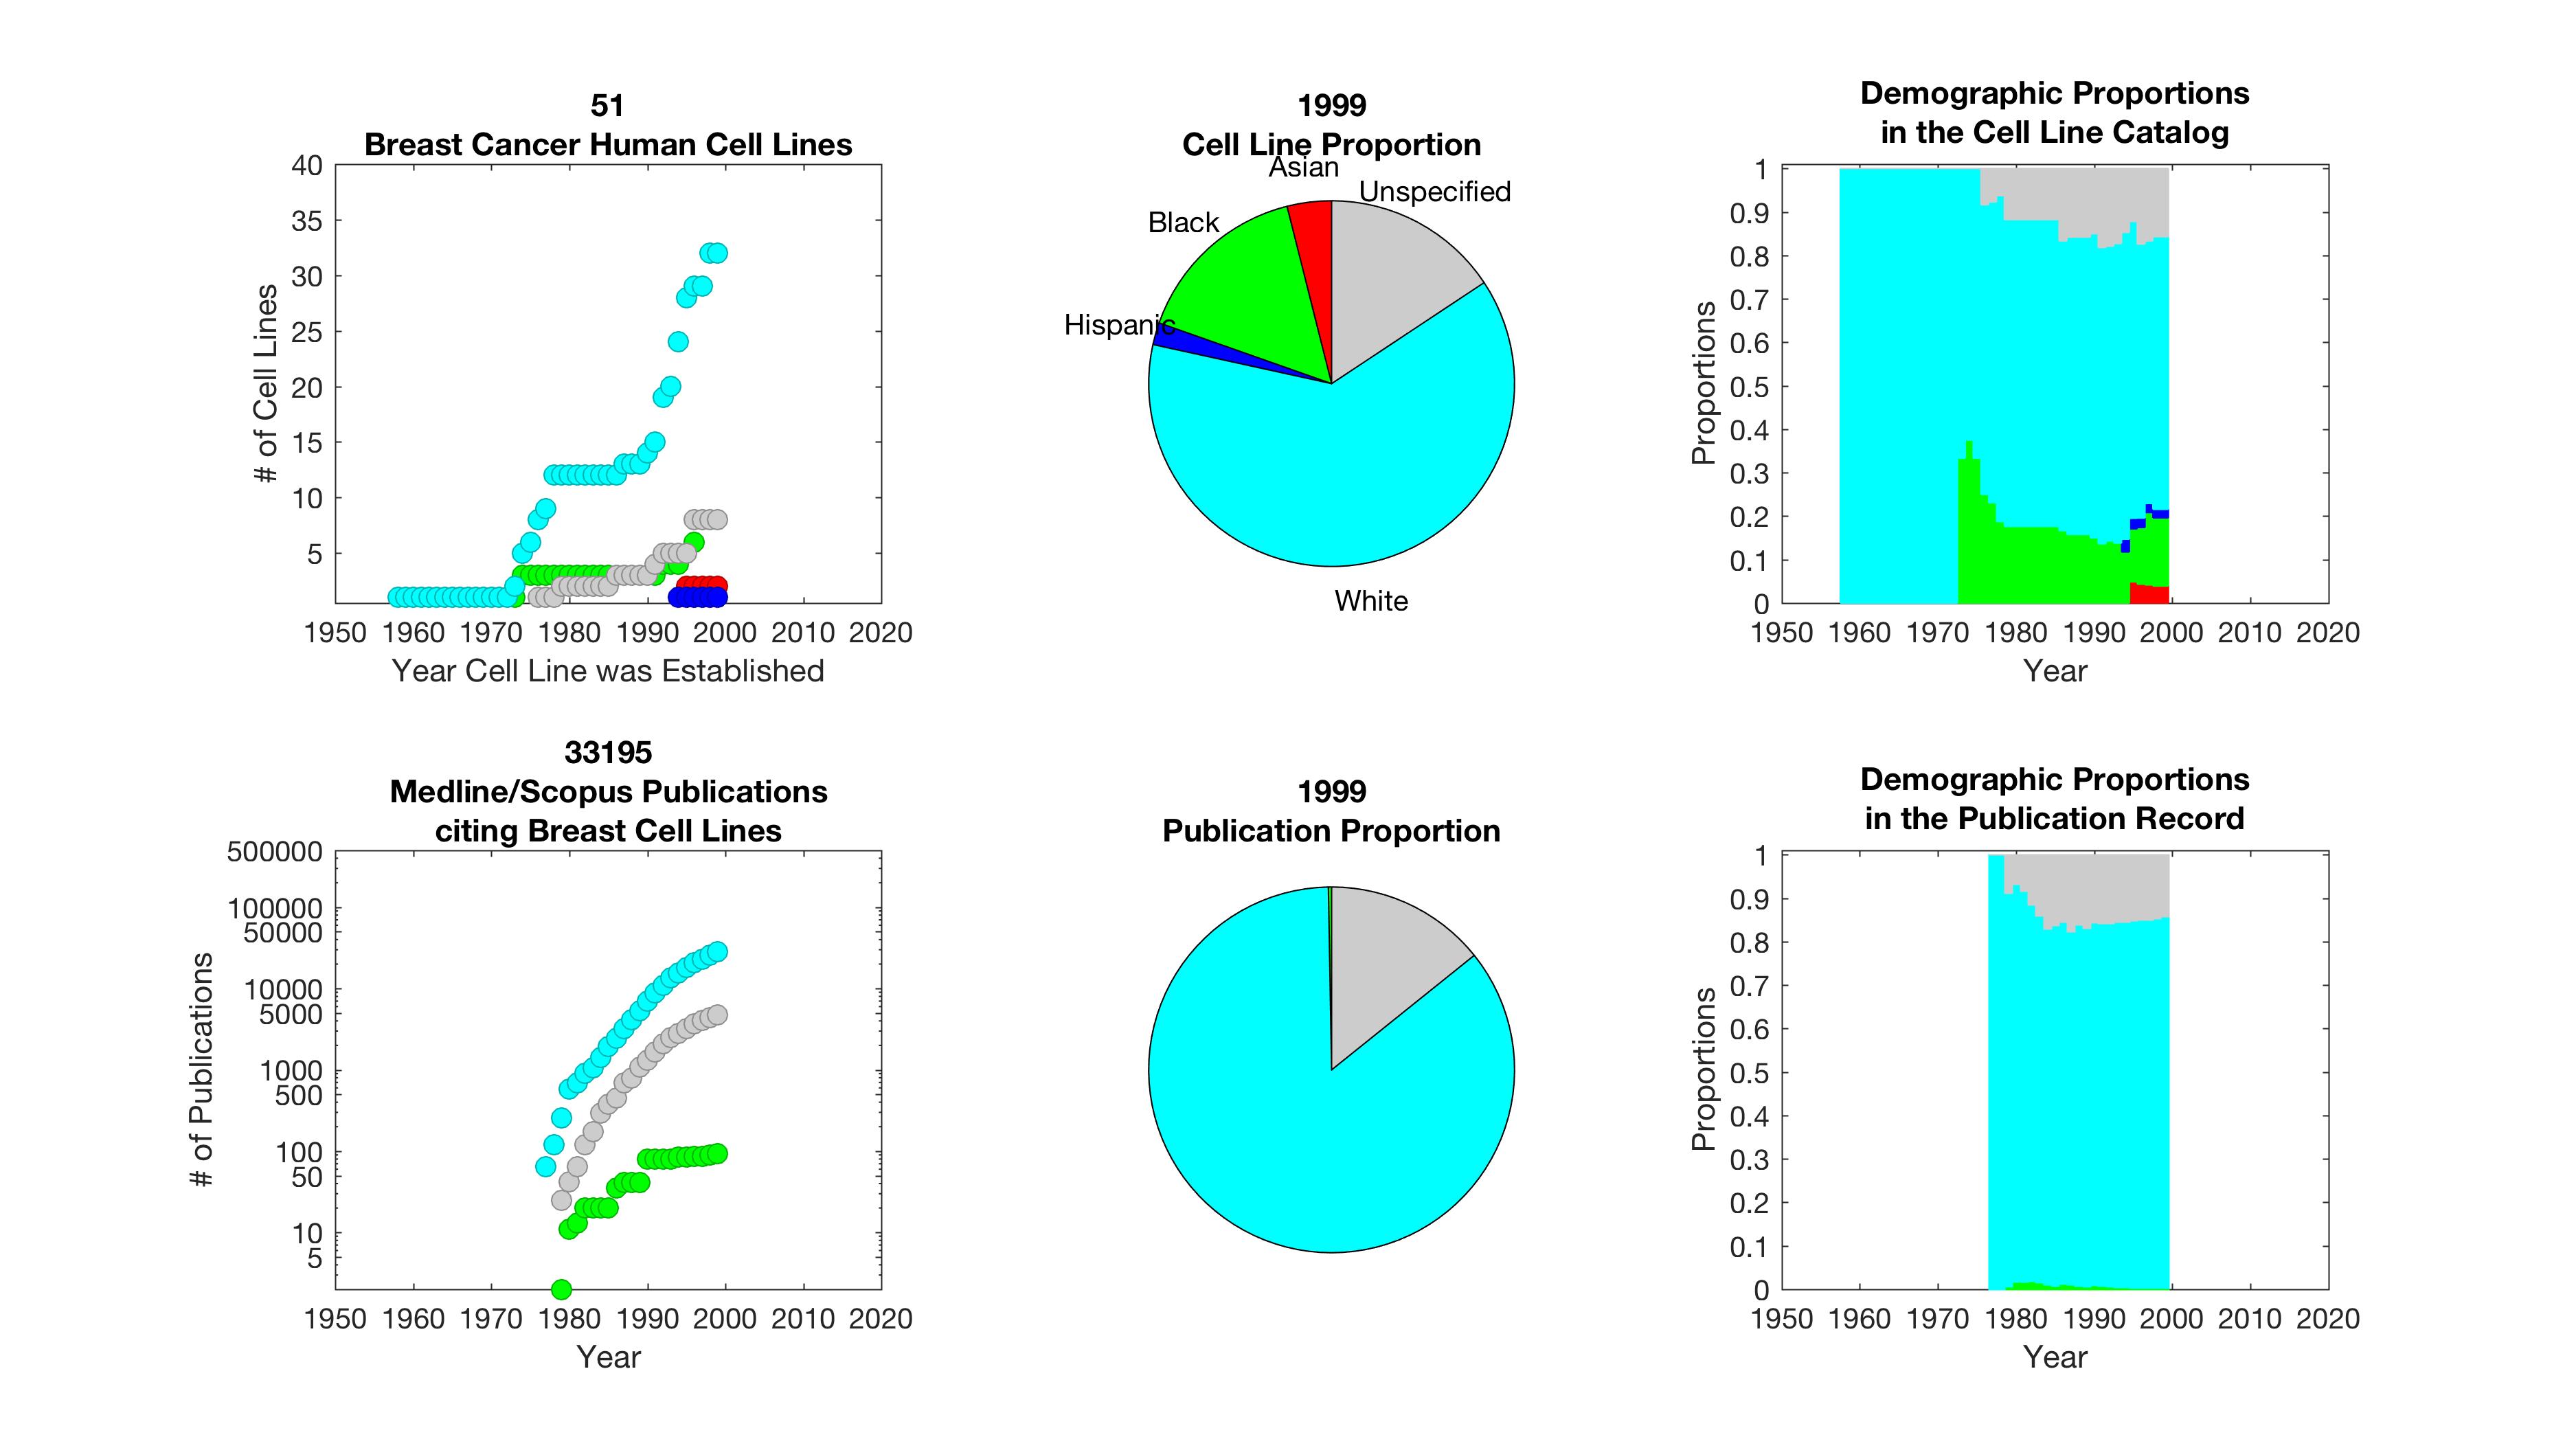 51
Breast Cancer Human Cell Lines
40
35
30
25
20
15
10
5
# of Cell Lines
1950 1960 1970 1980 1990 2000 2010 2020
Year Cell Line was Established
1999
Cell Line Proportion
Asian
Unspecified
Black
Hispanic
White
Demographic Proportions
in the Cell Line Catalog
1
0.9
0.8
0.7
0.6
0.5
0.4
0.3
0.2
0.1
0
Proportions
1950 1960 1970 1980 1990 2000 2010 2020
Year
33195
Medline/Scopus Publications
citing Breast Cell Lines
500000
100000
50000
10000
5000
1000
500
100
50
10
5
# of Publications
1950 1960 1970 1980 1990 2000 2010 2020
Year
1999
Publication Proportion
Demographic Proportions
in the Publication Record
1
0.9
0.8
0.7
0.6
0.5
0.4
0.3
0.2
0.1
0
Proportions
1950 1960 1970 1980 1990 2000 2010 2020
Year